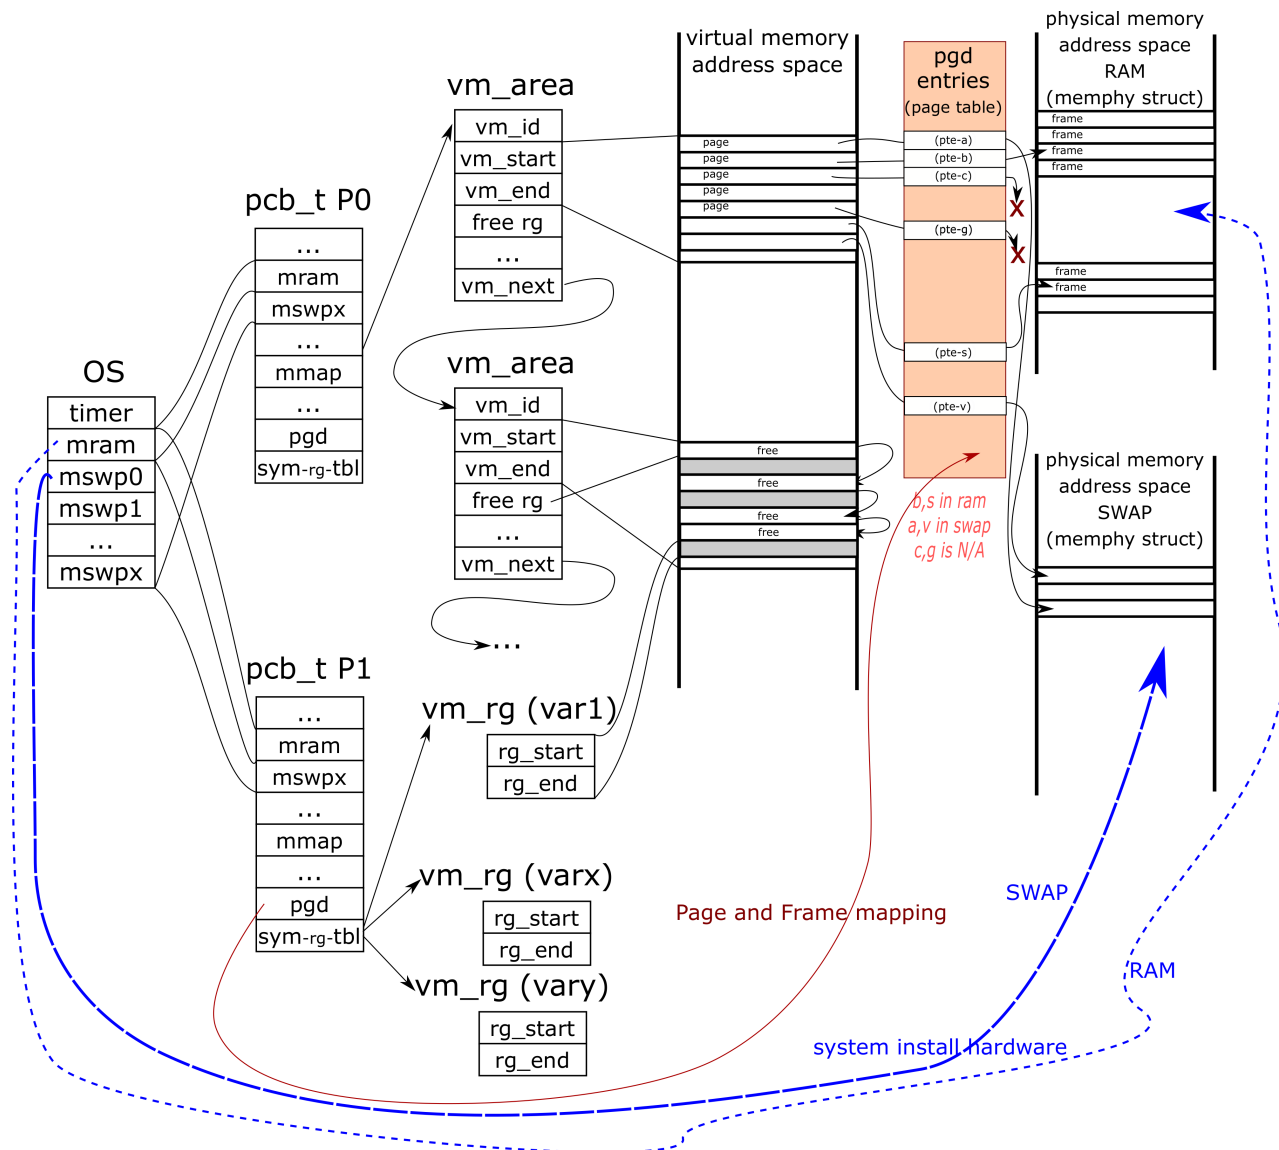 OS
timer
mram
mswp0
mswp1
...
mswpx
pcb_t P0
...
mram
mswpx
...
mmap
...
pgd
sym-rg-tbl
pcb_t P1
...
mram
mswpx
...
mmap
...
pgd
sym-rg-tbl
vm_area
vm_id
vm_start
vm_end
free rg
...
vm_next
vm_area
vm_id
vm_start
vm_end
free rg
...
vm_next
...
vm_rg (var1)
rg_start
rg_end
vm_rg (varx)
rg_start
rg_end
vm_rg (vary)
rg_start
rg_end
virtual memory
address space
page
page
page
page
page
free
free
free
free
pgd
entries
(page table)
(pte-a)
(pte-b)
(pte-c)
(pte-g)
(pte-s)
(pte-v)
X
X
b,s in ram
a,v in swap
c,g is N/A
physical memory
address space
RAM
(memphy struct)
frame
frame
frame
frame
frame
frame
physical memory
address space
SWAP
(memphy struct)
Page and Frame mapping
SWAP
RAM
system install hardware